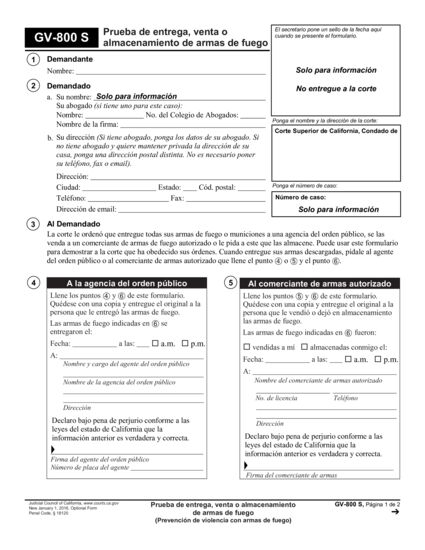 GV-800 S
Prueba de entrega, venta o
almacenamiento de armas de fuego
El secretario pone un sello de la fecha aquí
cuando se presente el formulario.
Solo para información
No entregue a la corte
1 Demandante
Nombre:
2 Demandado
a. Su nombre: Solo para información
Su abogado (si tiene uno para este caso):
Nombre: No. del Colegio de Abogados:
Nombre de la firma:
b. Su dirección (Si tiene abogado, ponga los datos de su abogado. Si
no tiene abogado y quiere mantener privada la dirección de su
casa, ponga una dirección postal distinta. No es necesario poner
su teléfono, fax o email).
Dirección:
Ciudad: Estado: Cód. postal:
Teléfono: Fax:
Dirección de email:
Ponga el nombre y la dirección de la corte:
Corte Superior de California, Condado de
Ponga el número de caso:
Número de caso:
Solo para información
3 Al Demandado
La corte le ordenó que entregue todas sus armas de fuego o municiones a una agencia del orden público, se las
venda a un comerciante de armas de fuego autorizado o le pida a este que las almacene. Puede usar este formulario
para demostrar a la corte que ha obedecido sus órdenes. Cuando entregue sus armas descargadas, pídale al agente
del orden público o al comerciante de armas autorizado que llene el punto 4 o 5 y el punto 6.
4 A la agencia del orden público
Llene los puntos 4 y 6 de este formulario.
Quédese con una copia y entregue el original a la
persona que le entregó las armas de fuego.
Las armas de fuego indicadas en 6 se
entregaron el:
Fecha: a las: ☐ a.m. ☐ p.m.
A:
Nombre y cargo del agente del orden público
Nombre de la agencia del orden público
Dirección
Declaro bajo pena de perjurio conforme a las
leyes del estado de California que la
información anterior es verdadera y correcta.
Firma del agente del orden público
Número de placa del agente
5 Al comerciante de armas autorizado
Llene los puntos 5 y 6 de este formulario.
Quédese con una copia y entregue el original a la
persona que le vendió o dejó en almacenamiento
las armas de fuego.
Las armas de fuego indicadas en 6 fueron:
☐ vendidas a mí ☐ almacenadas conmigo el:
Fecha: a las: ☐ a.m. ☐ p.m.
A:
Nombre del comerciante de armas autorizado
No. de licencia Teléfono
Dirección
Declaro bajo pena de perjurio conforme a las
leyes del estado de California que la
información anterior es verdadera y correcta.
Firma del comerciante de armas
Judicial Council of California, www.courts.ca.gov
New January 1, 2016, Optional Form
Penal Code, § 18120
Prueba de entrega, venta o almacenamiento
de armas de fuego
(Prevención de violencia con armas de fuego)
GV-800 S, Página 1 de 2